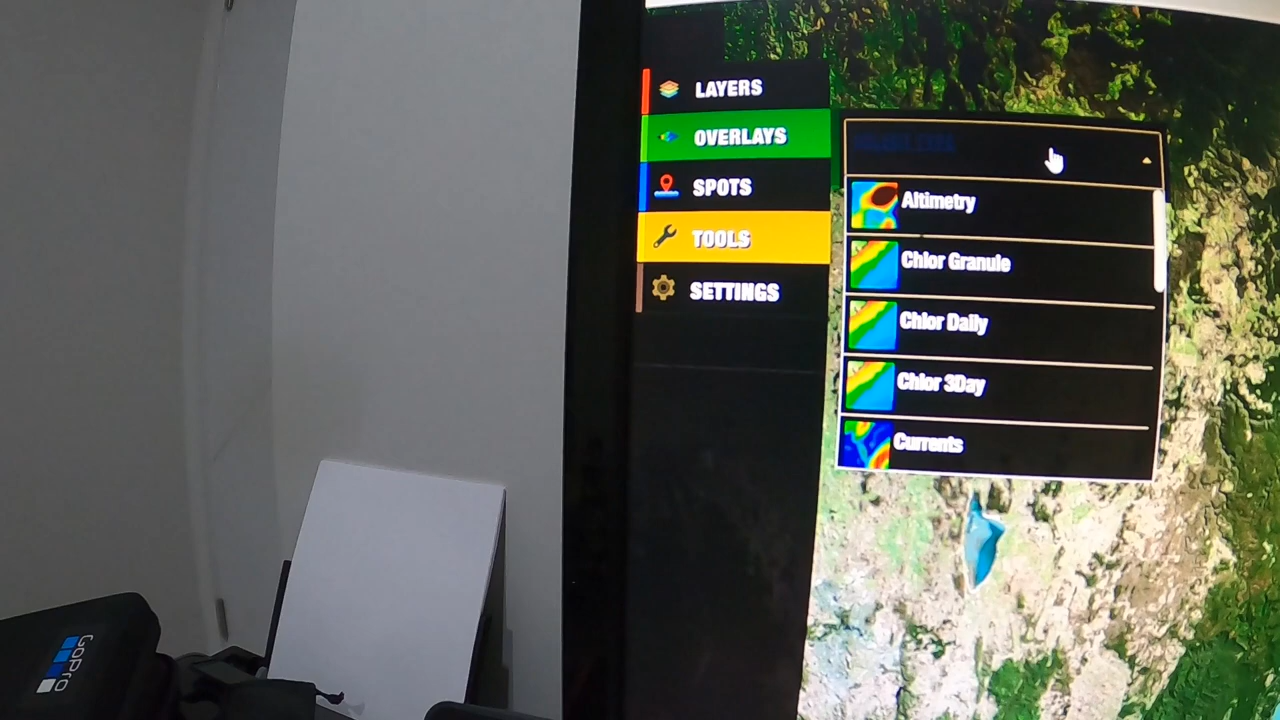 LAYERS
OVERLAYS
SPOTS
TOOLS
SETTINGS
Altimetry
Chlor Granule
Chlor Daily
Chlor 3Day
Currents
GoPro